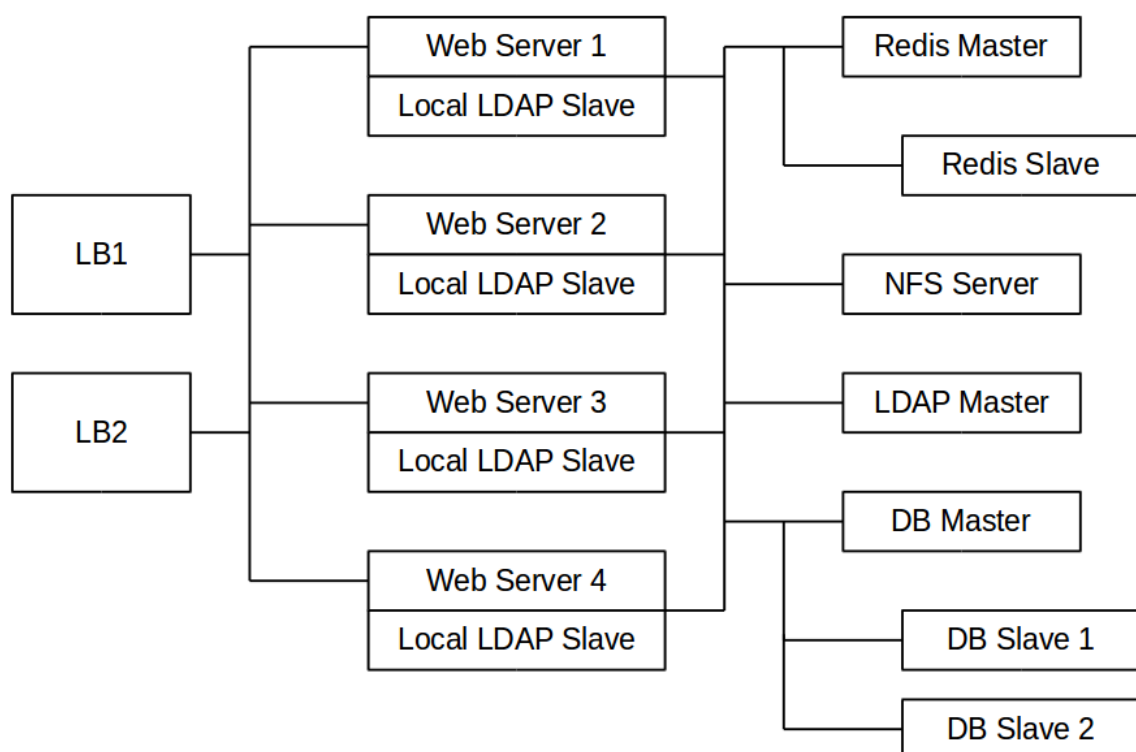 LB1
LB2
Web Server 1
Local LDAP Slave
Web Server 2
Local LDAP Slave
Web Server 3
Local LDAP Slave
Web Server 4
Local LDAP Slave
Redis Master
Redis Slave
NFS Server
LDAP Master
DB Master
DB Slave 1
DB Slave 2